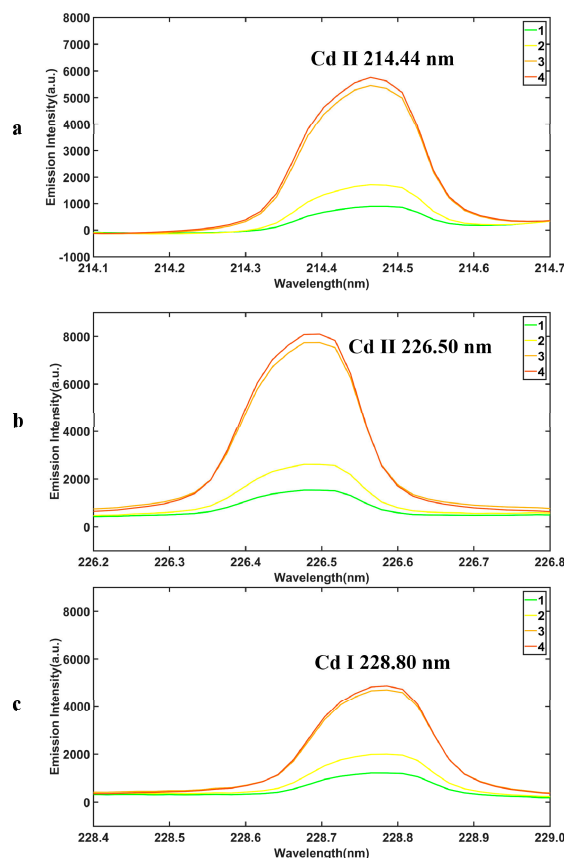 a
Emission Intensity(a.u.)
8000
7000
6000
5000
4000
3000
2000
1000
0
-1000
Cd II 214.44 nm
1
2
3
4
214.1 214.2 214.3 214.4 214.5 214.6 214.7
Wavelength(nm)
b
Emission Intensity(a.u.)
8000
6000
4000
2000
0
Cd II 226.50 nm
1
2
3
4
226.2 226.3 226.4 226.5 226.6 226.7 226.8
Wavelength(nm)
c
Emission Intensity(a.u.)
8000
6000
4000
2000
0
Cd I 228.80 nm
1
2
3
4
228.4 228.5 228.6 228.7 228.8 228.9 229.0
Wavelength(nm)